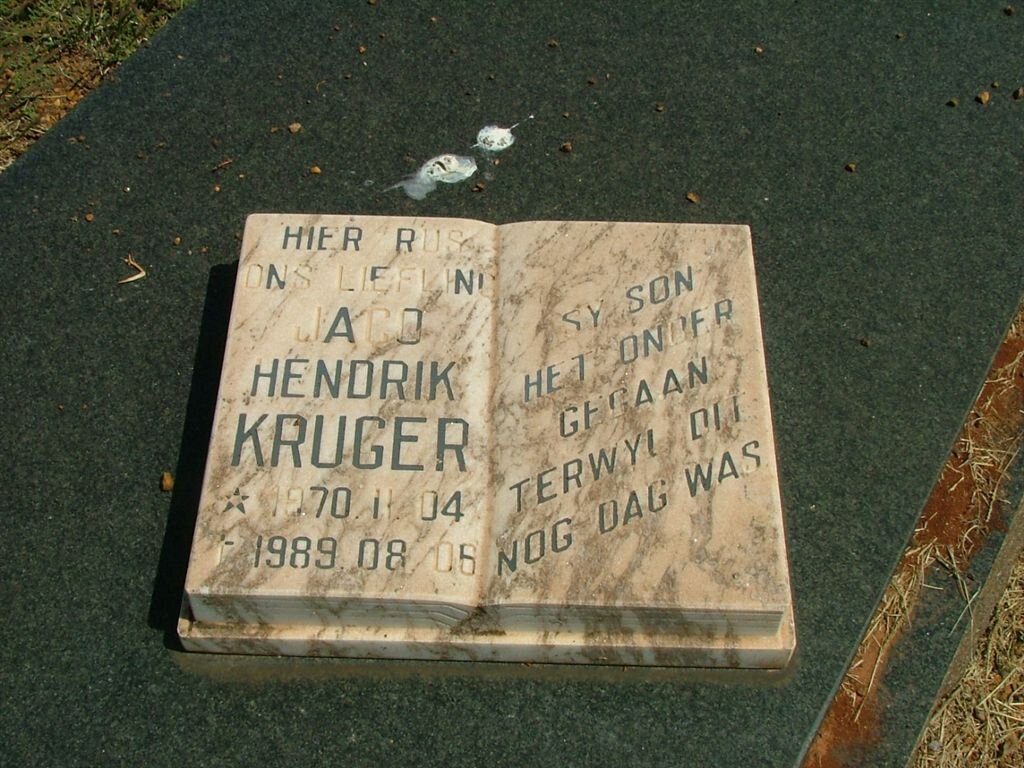 HIER RUS
ONS LIEFLING
JACO
HENDRIK
KRUGER
☆ 1970.11.04
† 1989.08.06
SY SON
HET ONDER
GEGAAN
TERWYL DIT
NOG DAG WAS